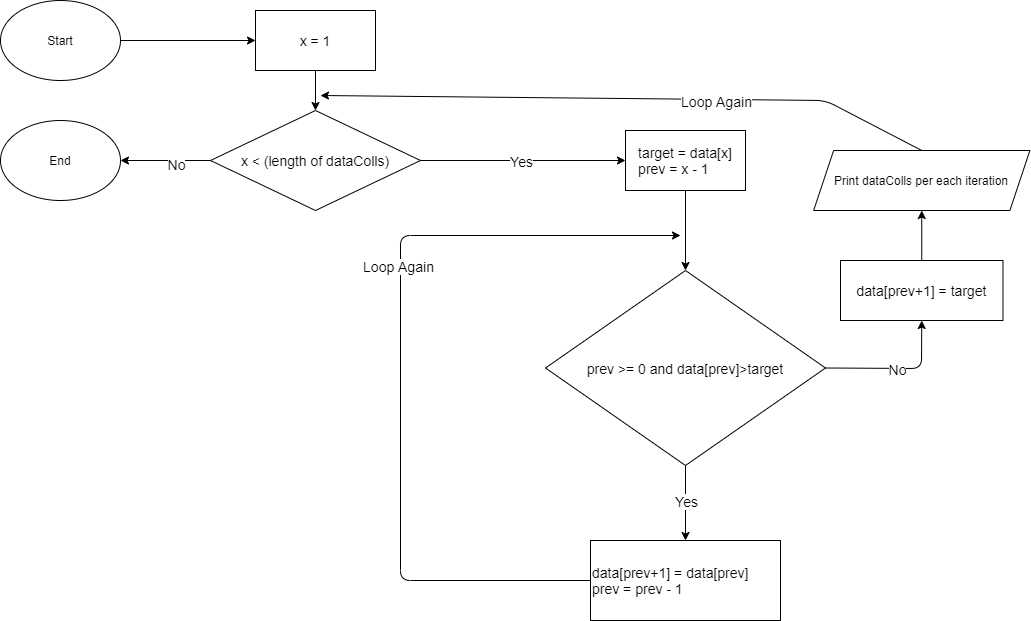 Start
x = 1
Loop Again
End
No
x < (length of dataColls)
Yes
target = data[x]
prev = x - 1
Print dataColls per each iteration
Loop Again
data[prev+1] = target
prev >= 0 and data[prev]>target
No
Yes
data[prev+1] = data[prev]
prev = prev - 1